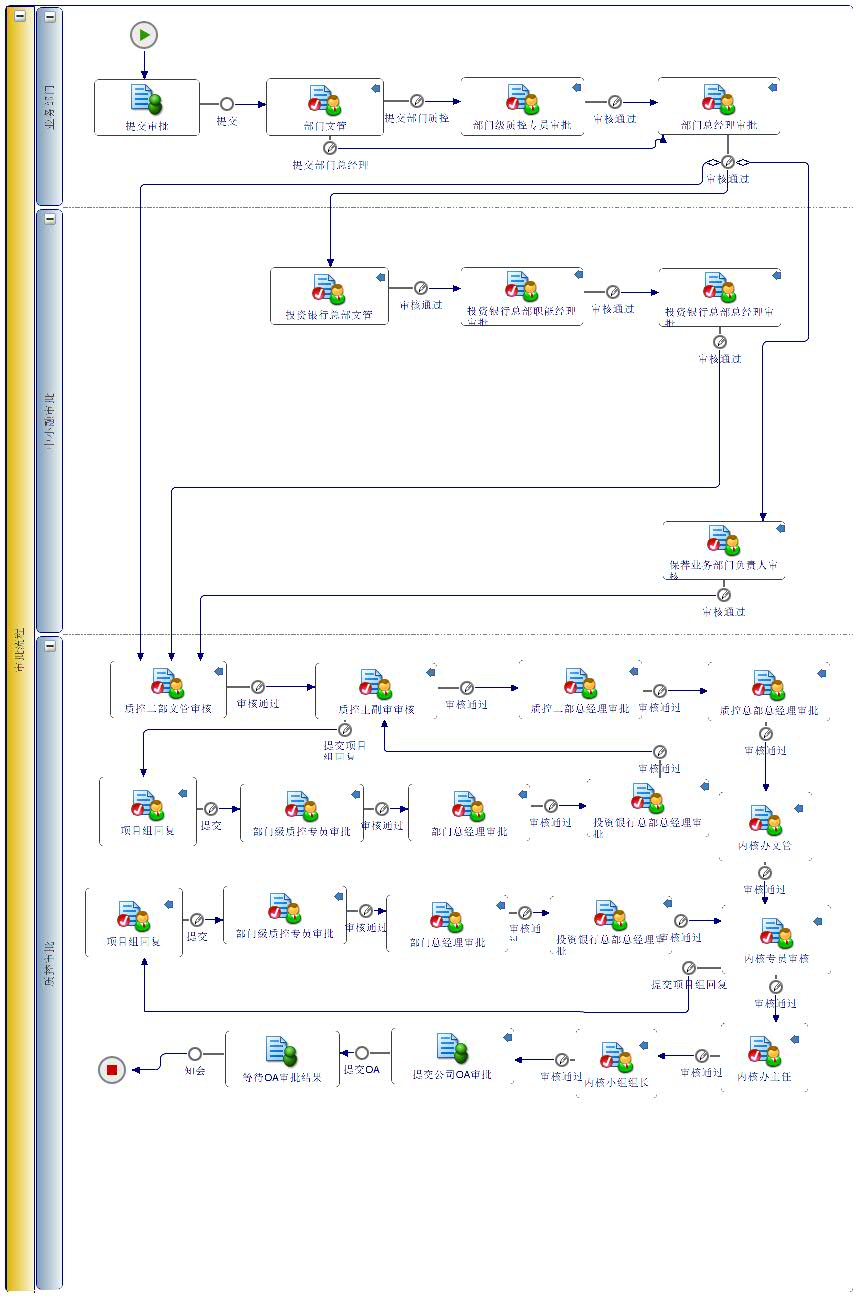 审批流程
业务部门
提交审批
提交
部门文管
提交部门质控
部门级质控专员审批
审核通过
部门总经理审批
提交部门总经理
审核通过
中小融审批
投资银行总部文管
审核通过
投资银行总部职能经理
审批
审核通过
投资银行总部总经理审
批
审核通过
保荐业务部门负责人审
核
审核通过
质控审批
质控二部文管审核
审核通过
质控主副审审核
审核通过
质控二部总经理审批
审核通过
质控总部总经理审批
提交项目
组回复
审核通过
审核通过
项目组回复
提交
部门级质控专员审批
审核通过
部门总经理审批
审核通过
投资银行总部总经理审
批
内核办文管
审核通过
项目组回复
提交
部门级质控专员审批
审核通过
部门总经理审批
审核通
过
投资银行总部总经理审
批
审核通过
内核专员审核
提交项目组回复
审核通过
知会
等待OA审批结果
提交OA
提交公司OA审批
审核通过
内核小组组长
审核通过
内核办主任